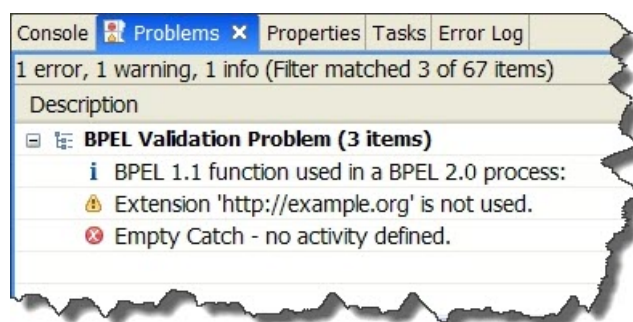 Console Problems Properties Tasks Error Log
1 error, 1 warning, 1 info (Filter matched 3 of 67 items)
Description
BPEL Validation Problem (3 items)
BPEL 1.1 function used in a BPEL 2.0 process:
Extension 'http://example.org' is not used.
Empty Catch - no activity defined.